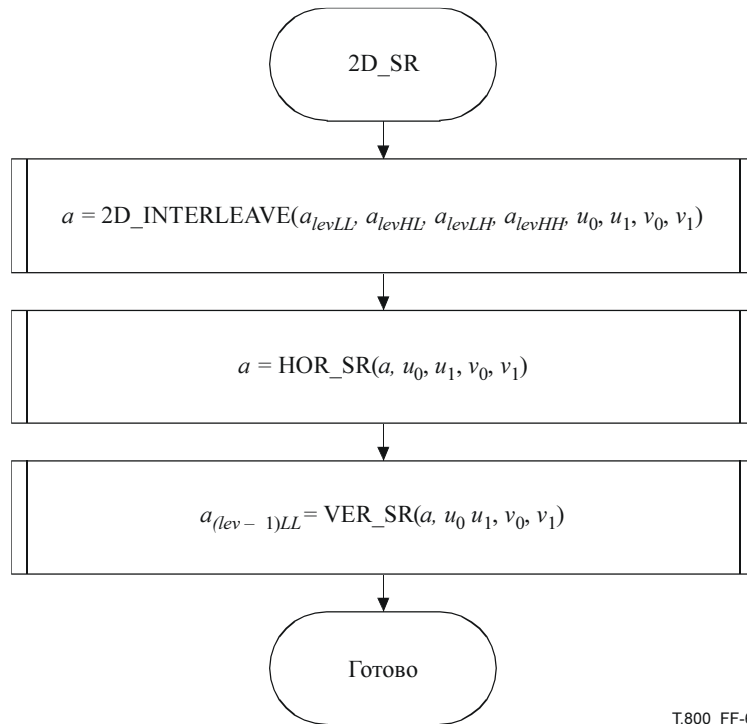 2D_SR
a = 2D_INTERLEAVE(a_levLL, a_levHL, a_levLH, a_levHH, u_0, u_1, v_0, v_1)
a = HOR_SR(a, u_0, u_1, v_0, v_1)
a_(lev – 1)LL = VER_SR(a, u_0 u_1, v_0, v_1)
Готово